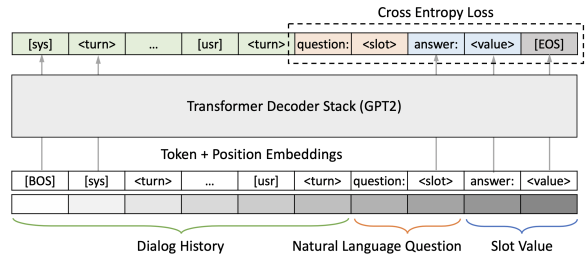 Cross Entropy Loss
[sys] <turn> ... [usr] <turn> question: <slot> answer: <value> [EOS]
Transformer Decoder Stack (GPT2)
Token + Position Embeddings
[BOS] [sys] <turn> ... [usr] <turn> question: <slot> answer: <value>
Dialog History Natural Language Question Slot Value